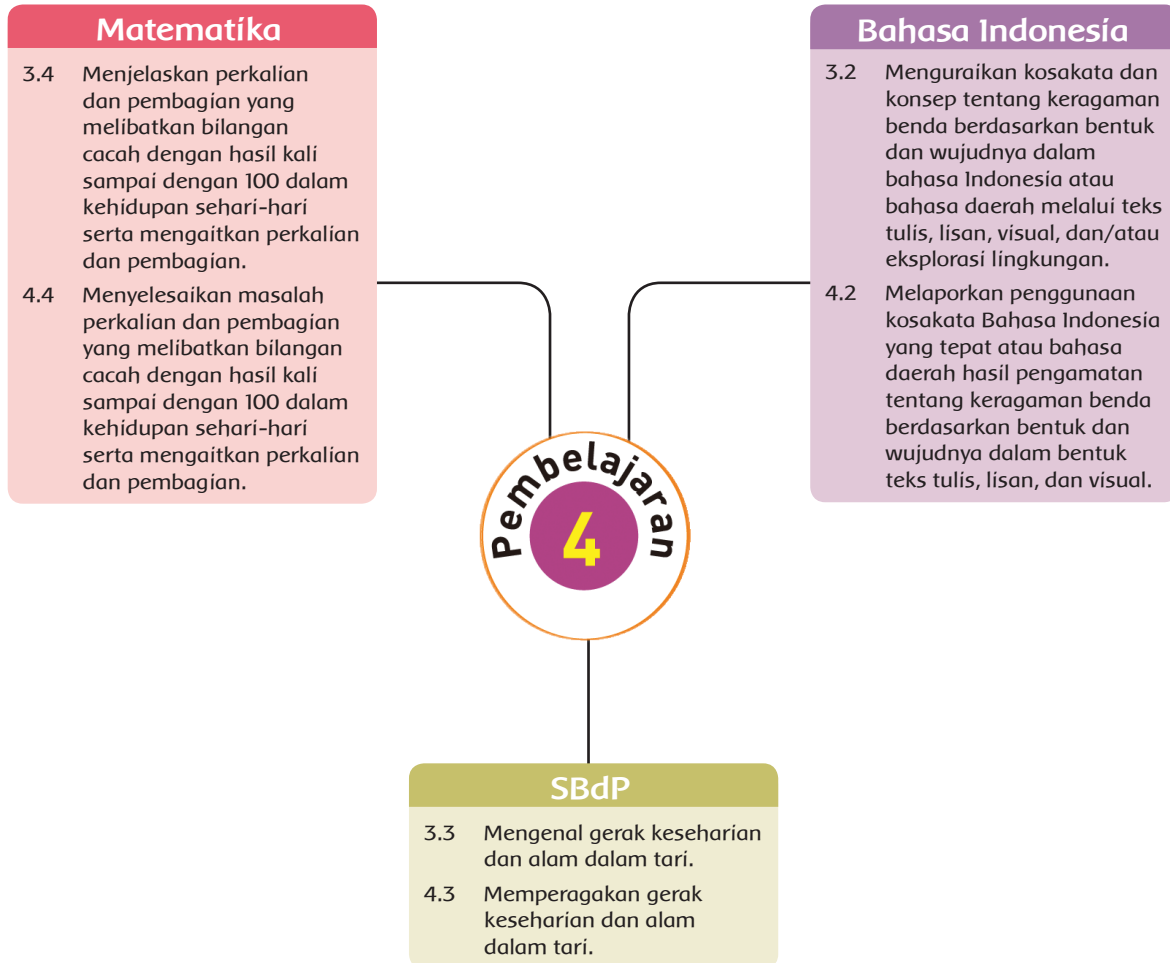 Matematika
3.4 Menjelaskan perkalian
dan pembagian yang
melibatkan bilangan
cacah dengan hasil kali
sampai dengan 100 dalam
kehidupan sehari-hari
serta mengaitkan perkalian
dan pembagian.
4.4 Menyelesaikan masalah
perkalian dan pembagian
yang melibatkan bilangan
cacah dengan hasil kali
sampai dengan 100 dalam
kehidupan sehari-hari
serta mengaitkan perkalian
dan pembagian.
Bahasa Indonesia
3.2 Menguraikan kosakata dan
konsep tentang keragaman
benda berdasarkan bentuk
dan wujudnya dalam
bahasa Indonesia atau
bahasa daerah melalui teks
tulis, lisan, visual, dan/atau
eksplorasi lingkungan.
4.2 Melaporkan penggunaan
kosakata Bahasa Indonesia
yang tepat atau bahasa
daerah hasil pengamatan
tentang keragaman benda
berdasarkan bentuk dan
wujudnya dalam bentuk
teks tulis, lisan, dan visual.
Pembelajaran
4
SBdP
3.3 Mengenal gerak keseharian
dan alam dalam tari.
4.3 Memperagakan gerak
keseharian dan alam
dalam tari.